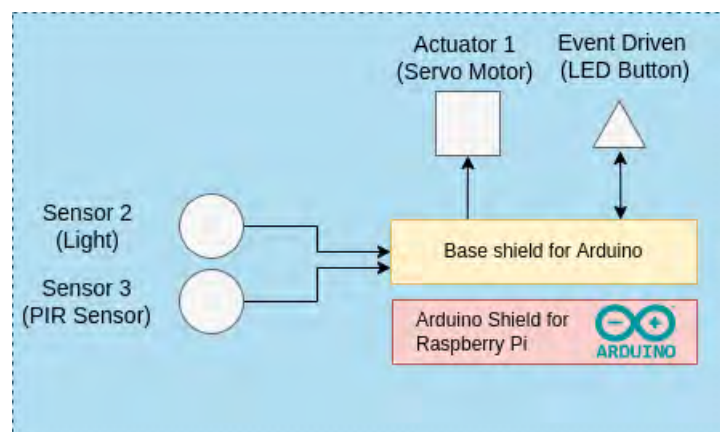 Actuator 1
(Servo Motor)
Event Driven
(LED Button)
Sensor 2
(Light)
Sensor 3
(PIR Sensor)
Base shield for Arduino
Arduino Shield for
Raspberry Pi
ARDUINO